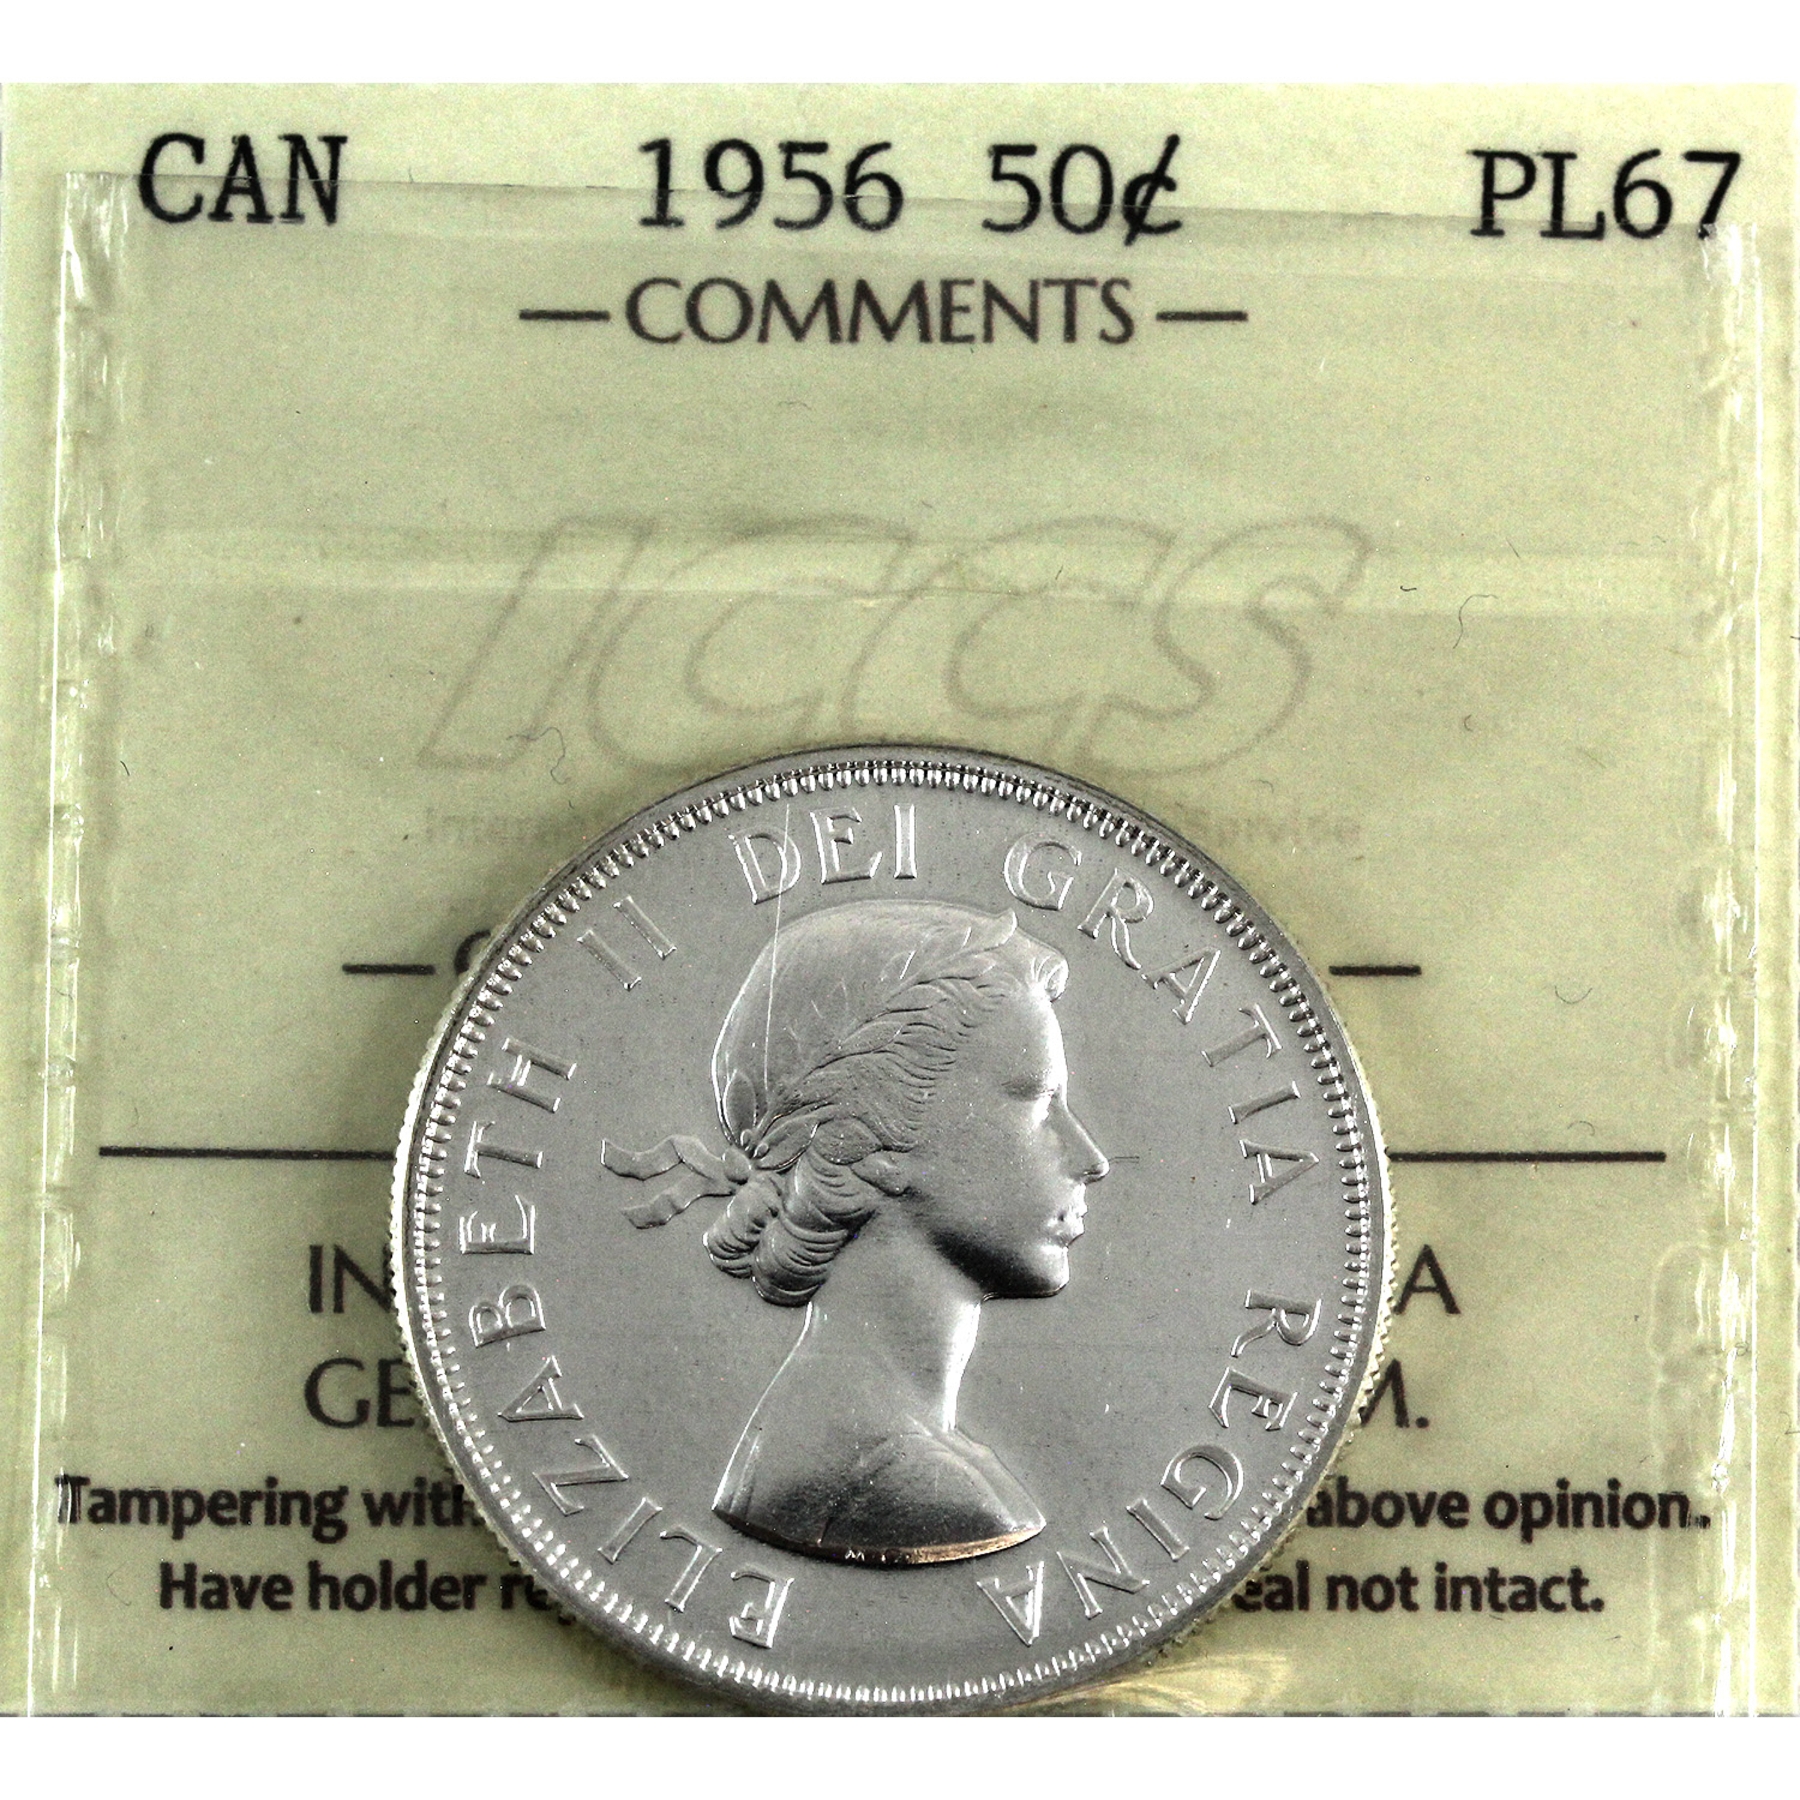 CAN 1956 50¢ PL67
COMMENTS
ICCS
ELIZABETH II DEI GRATIA REGINA
IN A
GE M.
Tampering with above opinion.
Have holder re eal not intact.